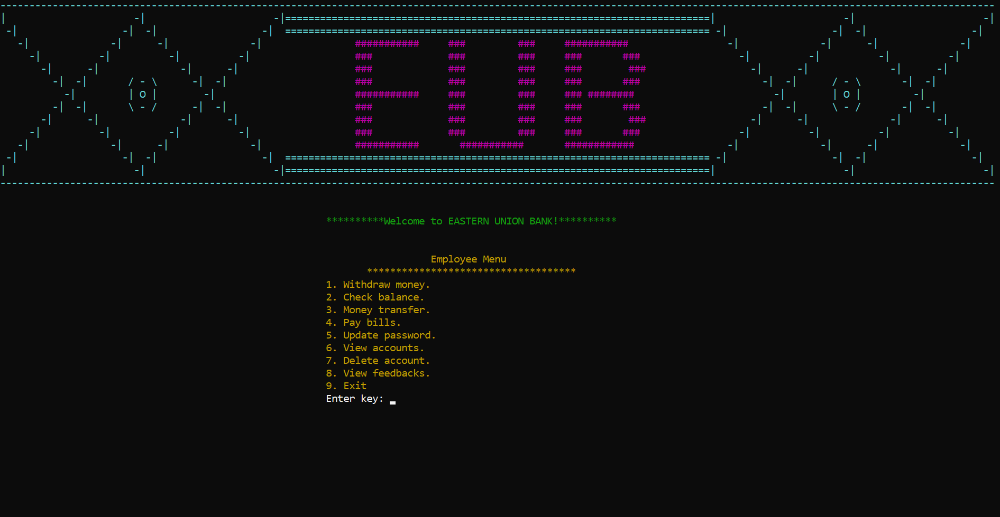 EUB
**********Welcome to EASTERN UNION BANK!**********
Employee Menu
************************************
1. Withdraw money.
2. Check balance.
3. Money transfer.
4. Pay bills.
5. Update password.
6. View accounts.
7. Delete account.
8. View feedbacks.
9. Exit
Enter key: